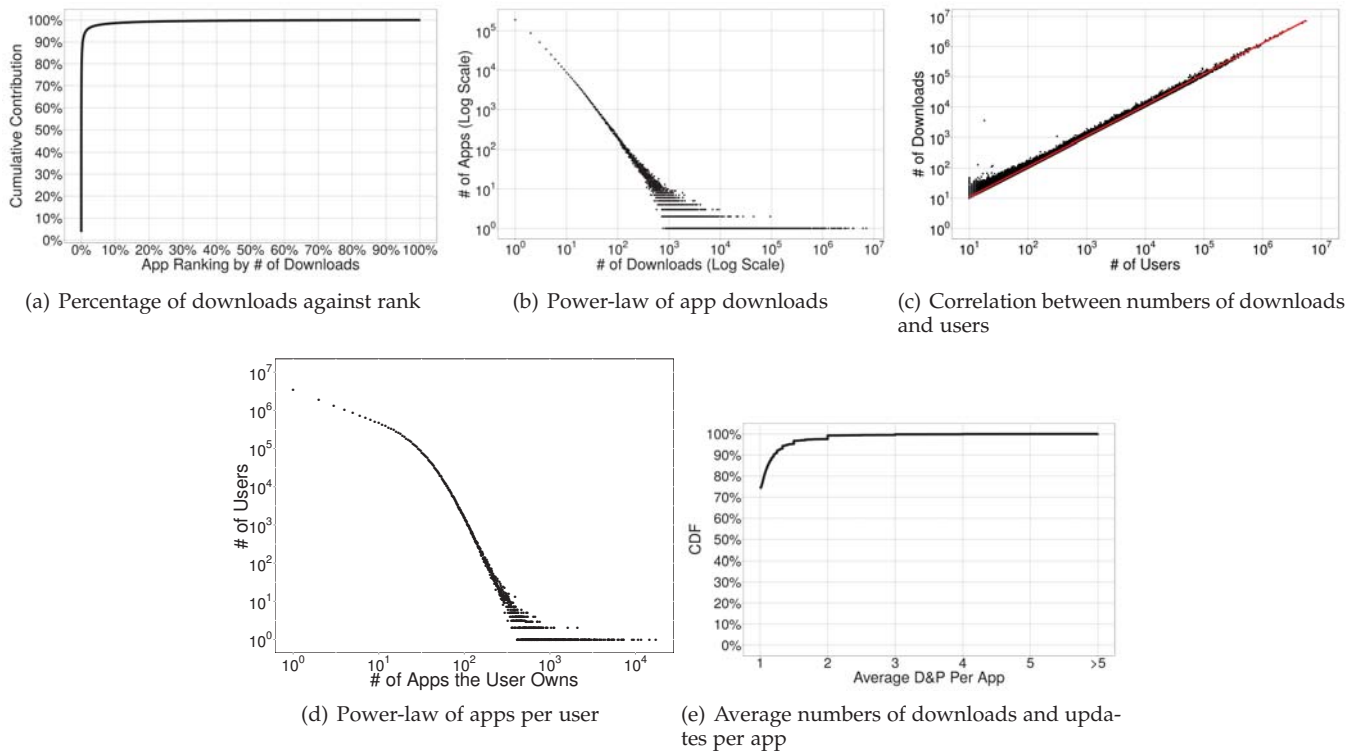 100%
90%
80%
70%
60%
50%
40%
30%
20%
10%
0%
Cumulative Contribution
0% 10% 20% 30% 40% 50% 60% 70% 80% 90% 100%
App Ranking by # of Downloads
(a) Percentage of downloads against rank
10^5
10^4
10^3
10^2
10^1
10^0
# of Apps (Log Scale)
10^0 10^1 10^2 10^3 10^4 10^5 10^6 10^7
# of Downloads (Log Scale)
(b) Power-law of app downloads
10^7
10^6
10^5
10^4
10^3
10^2
10^1
10^0
# of Downloads
10^1 10^2 10^3 10^4 10^5 10^6 10^7
# of Users
(c) Correlation between numbers of downloads
and users
10^7
10^6
10^5
10^4
10^3
10^2
10^1
10^0
# of Users
10^0 10^1 10^2 10^3 10^4
# of Apps the User Owns
(d) Power-law of apps per user
100%
90%
80%
70%
60%
50%
40%
30%
20%
10%
0%
CDF
1 2 3 4 5 >5
Average D&P Per App
(e) Average numbers of downloads and upda-
tes per app